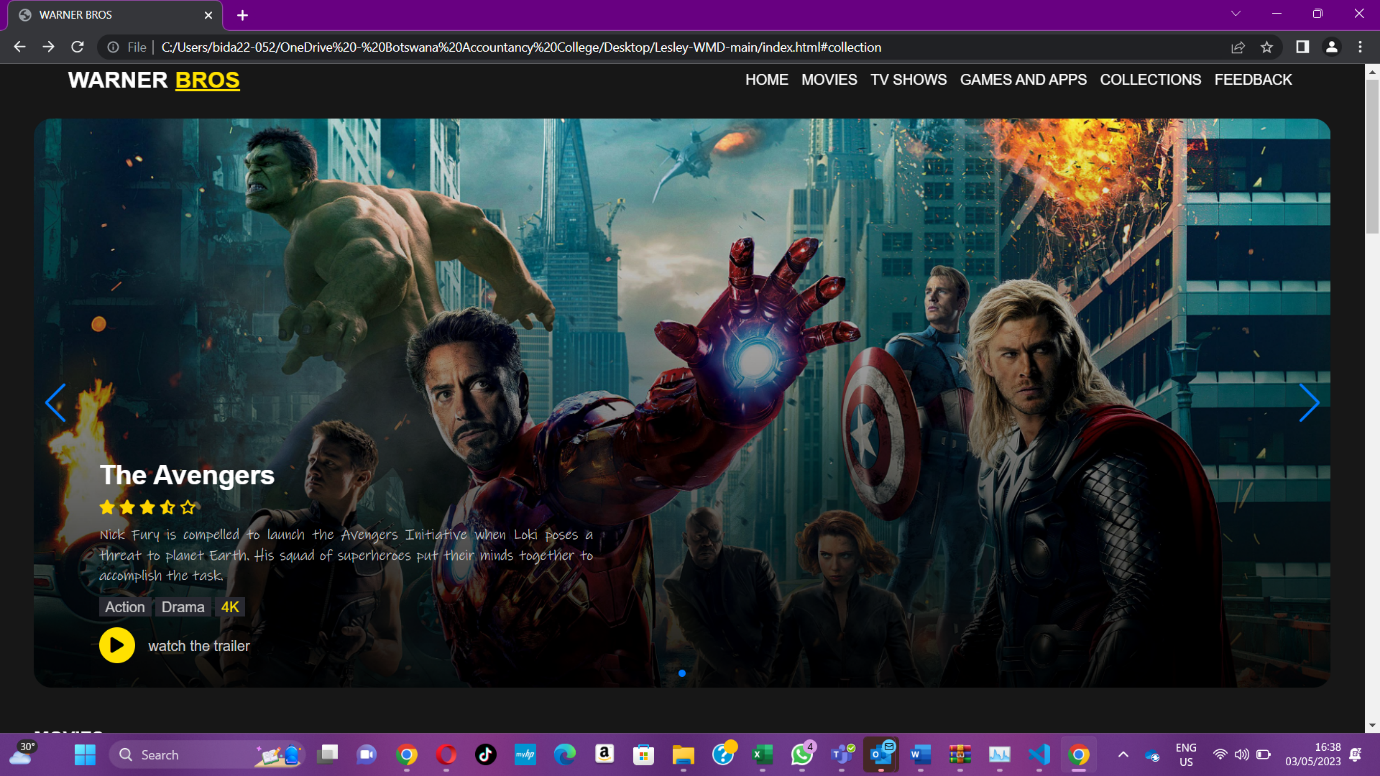 WARNER BROS
File
C:/Users/bida22-052/OneDrive%20-%20Botswana%20Accountancy%20College/Desktop/Lesley-WMD-main/index.html#collection
WARNER BROS
HOME MOVIES TV SHOWS GAMES AND APPS COLLECTIONS FEEDBACK
The Avengers
Nick Fury is compelled to launch the Avengers Initiative when Loki poses a
threat to planet Earth. His squad of superheroes put their minds together to
accomplish the task.
Action Drama 4K
watch the trailer
MOVIES
30°
Search
mvhp
a
4
ENG
US
16:38
03/05/2023